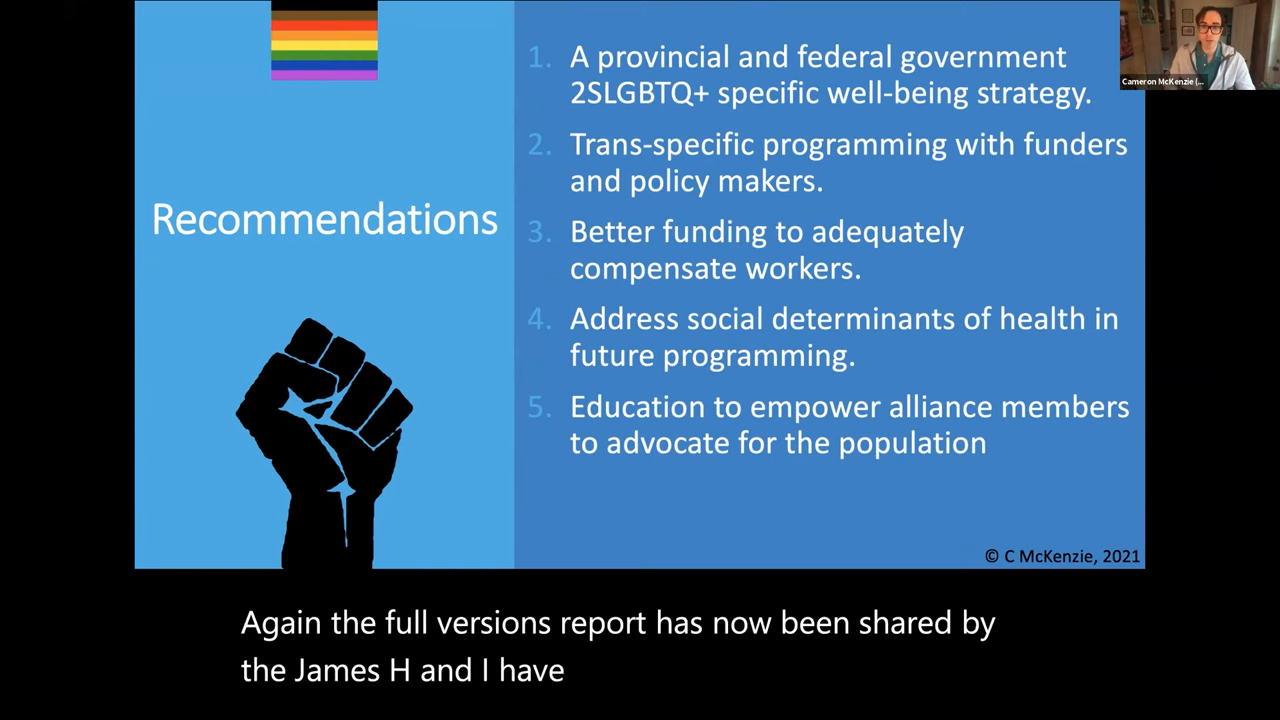 Recommendations
1. A provincial and federal government
2SLGBTQ+ specific well-being strategy.
2. Trans-specific programming with funders
and policy makers.
3. Better funding to adequately
compensate workers.
4. Address social determinants of health in
future programming.
5. Education to empower alliance members
to advocate for the population
© C McKenzie, 2021
Cameron McKenzie (...
Again the full versions report has now been shared by
the James H and I have